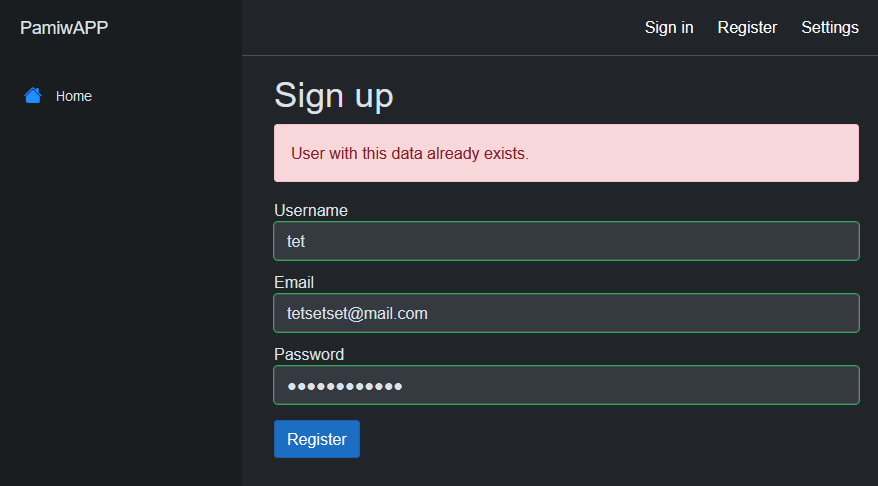 PamiwAPP
Sign in Register Settings
Home
Sign up
User with this data already exists.
Username
tet
Email
tetsetset@mail.com
Password
●●●●●●●●●●●●
Register